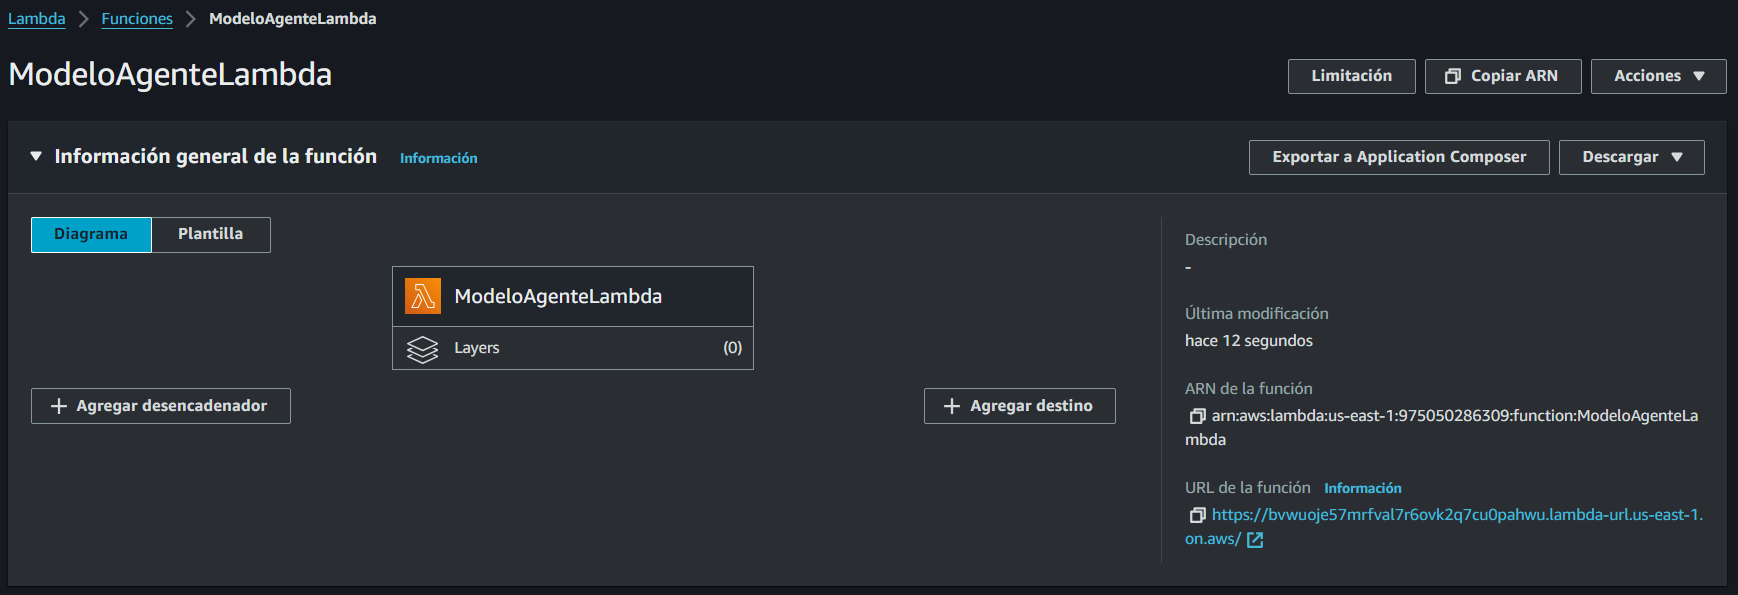 Lambda > Funciones > ModeloAgenteLambda
ModeloAgenteLambda
Limitación
Copiar ARN
Acciones
Información general de la función Información
Exportar a Application Composer
Descargar
Diagrama
Plantilla
ModeloAgenteLambda
Layers (0)
Agregar desencadenador
Agregar destino
Descripción
-
Última modificación
hace 12 segundos
ARN de la función
arn:aws:lambda:us-east-1:975050286309:function:ModeloAgenteLa
mbda
URL de la función Información
https://bvwuoje57mrfval7r6ovk2q7cu0pahwu.lambda-url.us-east-1.
on.aws/